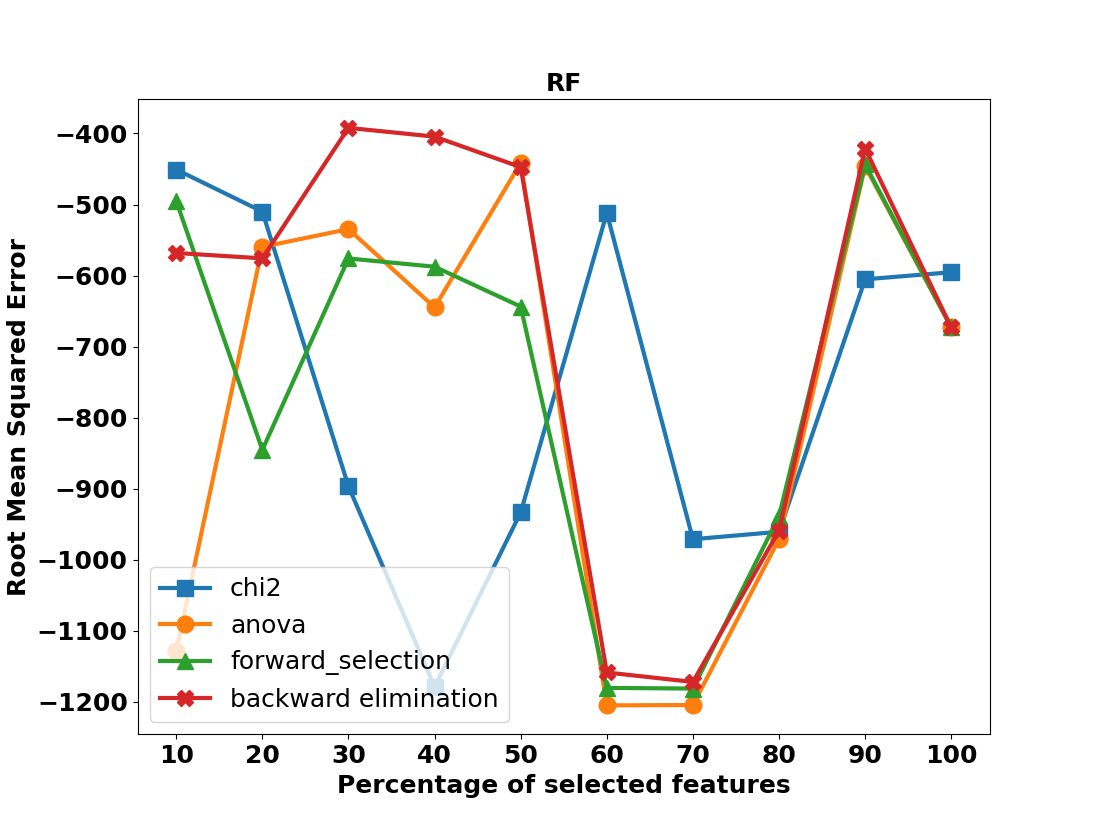 RF
Root Mean Squared Error
−400
−500
−600
−700
−800
−900
−1000
−1100
−1200
chi2
anova
forward_selection
backward elimination
10 20 30 40 50 60 70 80 90 100
Percentage of selected features